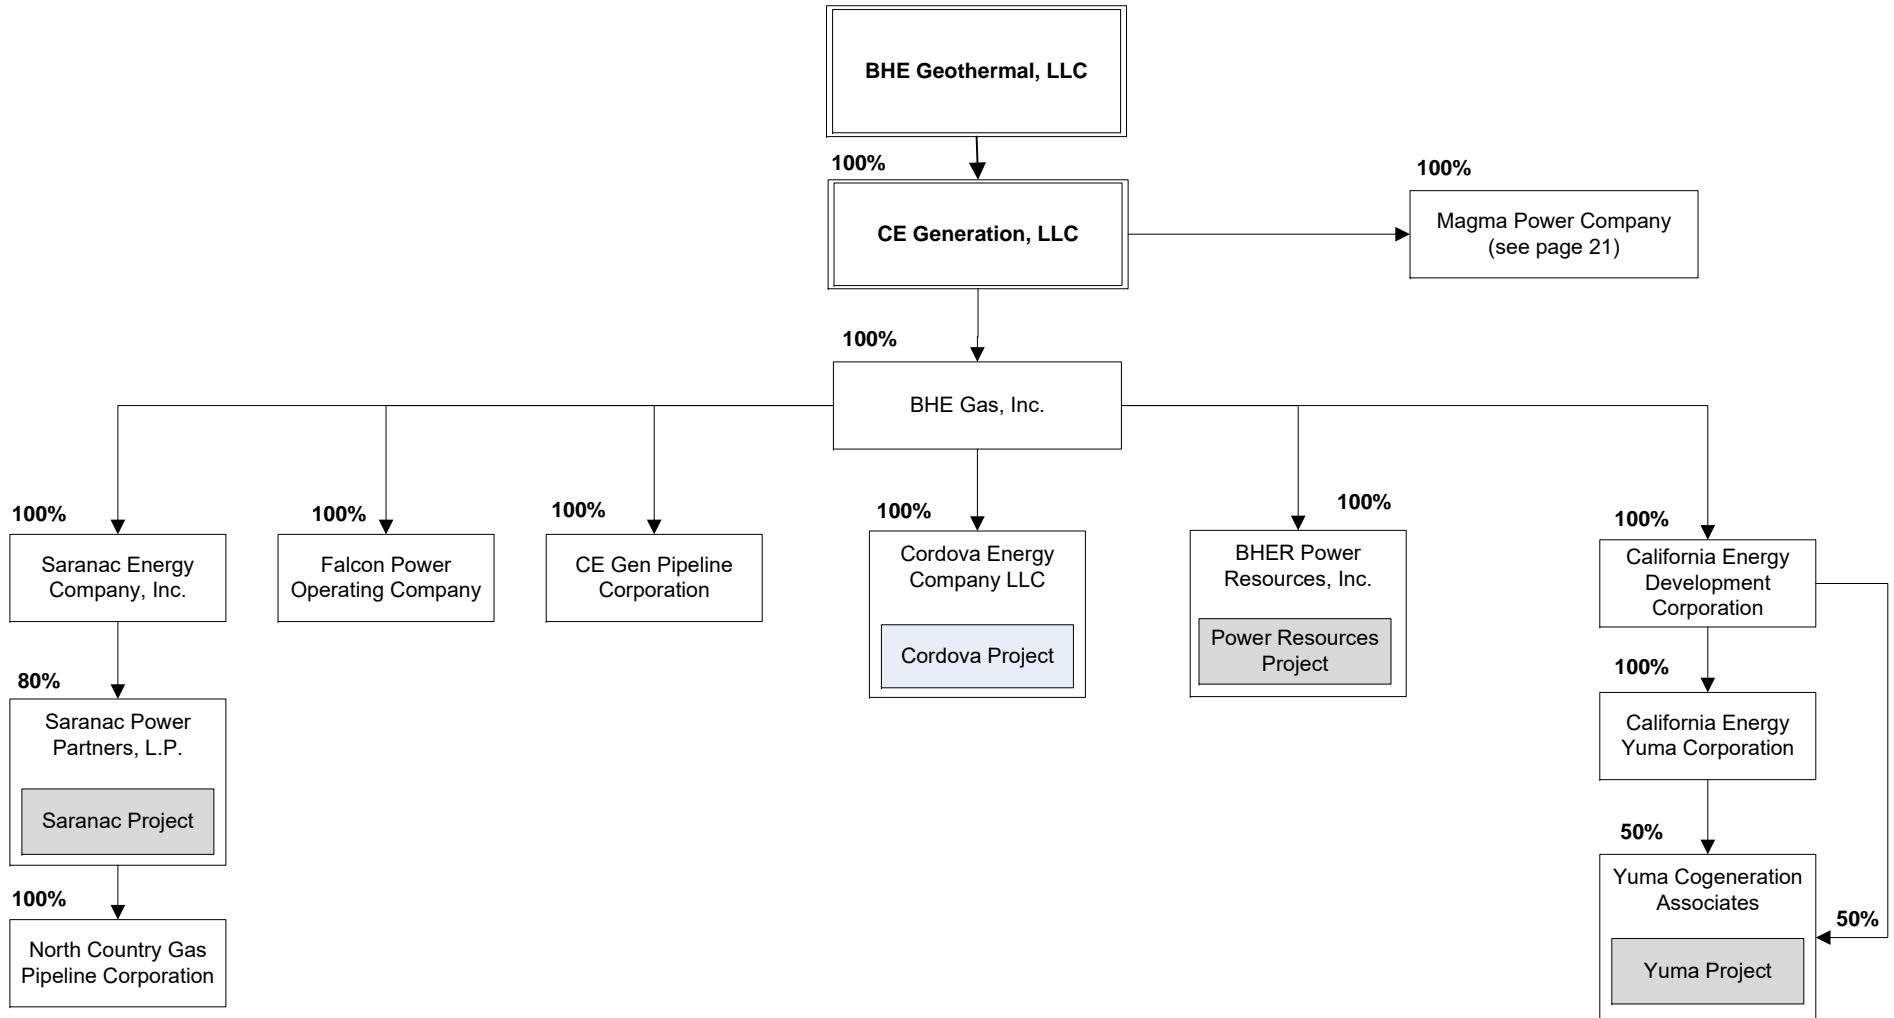 BHE Geothermal, LLC
100%
CE Generation, LLC
100%
Magma Power Company
(see page 21)
100%
BHE Gas, Inc.
100%
Saranac Energy
Company, Inc.
100%
Falcon Power
Operating Company
100%
CE Gen Pipeline
Corporation
100%
Cordova Energy
Company LLC
Cordova Project
100%
BHER Power
Resources, Inc.
Power Resources
Project
100%
California Energy
Development
Corporation
80%
Saranac Power
Partners, L.P.
Saranac Project
100%
North Country Gas
Pipeline Corporation
100%
California Energy
Yuma Corporation
50%
Yuma Cogeneration
Associates
50%
Yuma Project